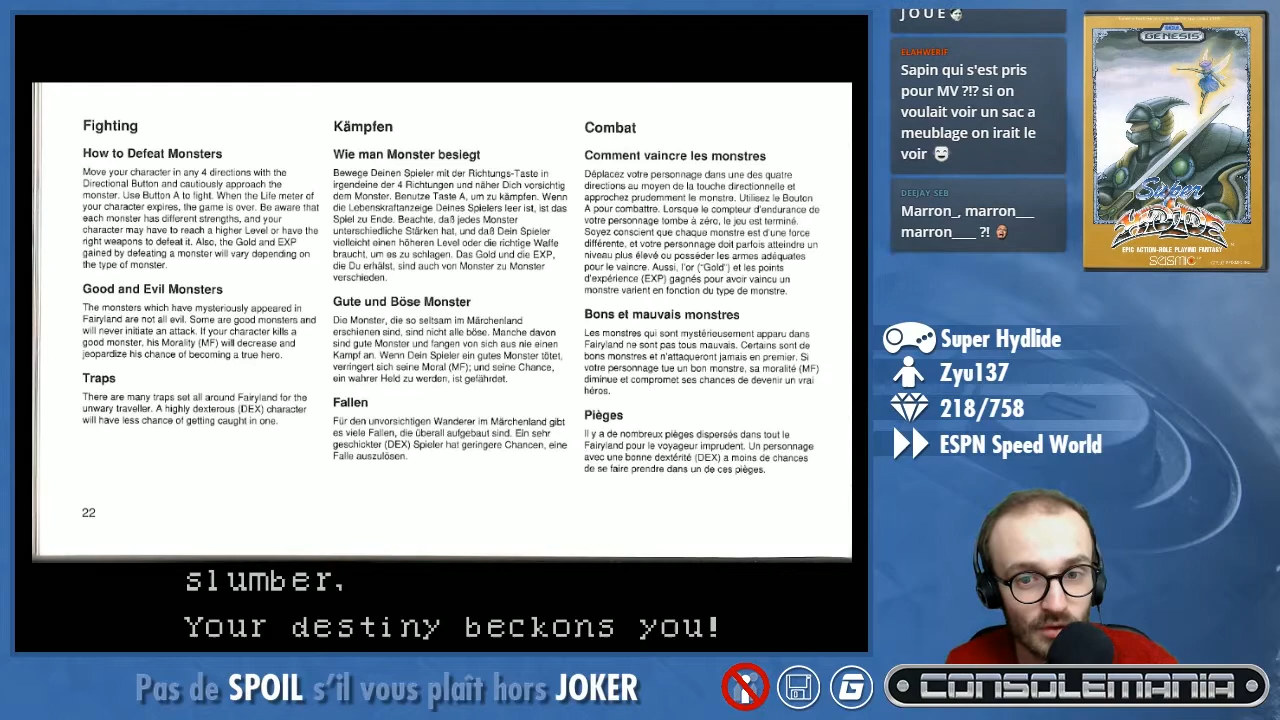 Fighting
How to Defeat Monsters
Move your character in any 4 directions with the
Directional Button and cautiously approach the
monster. Use Button A to fight. When the Life meter of
your character expires, the game is over. Be aware that
each monster has different strengths, and your
character may have to reach a higher Level or have the
right weapons to defeat it. Also, the Gold and EXP
gained by defeating a monster will vary depending on
the type of monster.
Good and Evil Monsters
The monsters which have mysteriously appeared in
Fairyland are not all evil. Some are good monsters and
will never initiate an attack. If your character kills a
good monster, his Morality (MF) will decrease and
jeopardize his chance of becoming a true hero.
Traps
There are many traps set all around Fairyland for the
unwary traveller. A highly dexterous (DEX) character
will have less chance of getting caught in one.
22
Kämpfen
Wie man Monster besiegt
Bewege Deinen Spieler mit der Richtungs-Taste in
irgendeine der 4 Richtungen und näher Dich vorsichtig
dem Monster. Benutze Taste A, um zu kämpfen. Wenn
die Lebenskraftanzeige Deines Spielers leer ist, ist das
Spiel zu Ende. Beachte, daß jedes Monster
unterschiedliche Stärken hat, und daß Dein Spieler
vielleicht einen höheren Level oder die richtige Waffe
braucht, um es zu schlagen. Das Gold und die EXP,
die Du erhälst, sind auch von Monster zu Monster
verschieden.
Gute und Böse Monster
Die Monster, die so seltsam im Märchenland
erschienen sind, sind nicht alle böse. Manche davon
sind gute Monster und fangen von sich aus nie einen
Kampf an. Wenn Dein Spieler ein gutes Monster tötet,
verringert sich seine Moral (MF); und seine Chance,
ein wahrer Held zu werden, ist gefährdet.
Fallen
Für den unvorsichtigen Wanderer im Märchenland gibt
es viele Fallen, die überall aufgebaut sind. Ein sehr
geschickter (DEX) Spieler hat geringere Chancen, eine
Falle auszulösen.
Combat
Comment vaincre les monstres
Déplacez votre personnage dans une des quatre
directions au moyen de la touche directionnelle et
approchez prudemment le monstre. Utilisez le Bouton
A pour combattre. Lorsque le compteur d'endurance de
votre personnage tombe à zéro, le jeu est terminé.
Soyez conscient que chaque monstre est d'une force
différente, et votre personnage doit parfois atteindre un
niveau plus élevé ou posséder les armes adéquates
pour le vaincre. Aussi, l'or ("Gold") et les points
d'expérience (EXP) gagnés pour avoir vaincu un
monstre varient en fonction du type de monstre.
Bons et mauvais monstres
Les monstres qui sont mystérieusement apparu dans
Fairyland ne sont pas tous mauvais. Certains sont de
bons monstres et n'attaqueront jamais en premier. Si
votre personnage tue un bon monstre, sa moralité (MF)
diminue et compromet ses chances de devenir un vrai
héros.
Pièges
Il y a de nombreux pièges dispersés dans tout le
Fairyland pour le voyageur imprudent. Un personnage
avec une bonne dextérité (DEX) a moins de chances
de se faire prendre dans un de ces pièges.
slumber,
Your destiny beckons you!
JOUE
ELAHWERIF
Sapin qui s'est pris
pour MV ?!? si on
voulait voir un sac a
meublage on irait le
voir
DEEJAY SEB
Marron_, marron___
marron____ ?!
SEGA
GENESIS
Super
HYDLIDE
EPIC ACTION-ROLE PLAYING FANTASY
SEISMIC
Super Hydlide
Zyu137
218/758
ESPN Speed World
Pas de SPOIL s'il vous plaît hors JOKER
G
CONSOLEMANIA